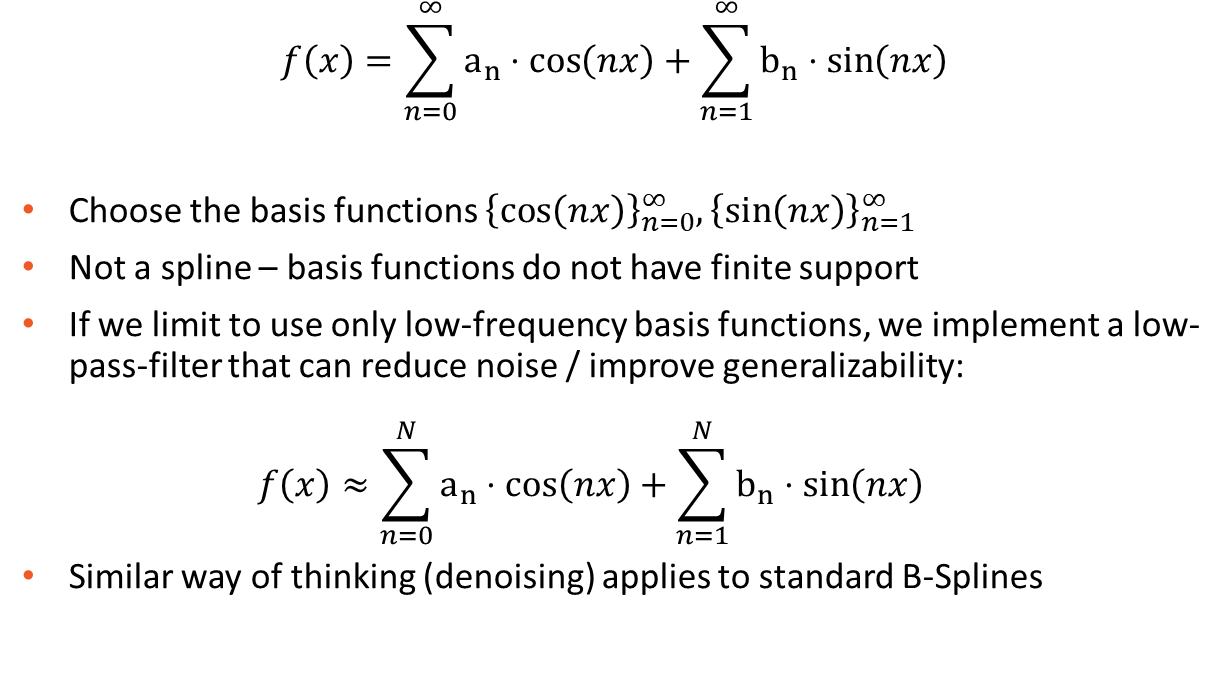 f(x) = ∑_{n=0}^{∞} a_n · cos(nx) + ∑_{n=1}^{∞} b_n · sin(nx)
• Choose the basis functions {cos(nx)}_{n=0}^{∞}, {sin(nx)}_{n=1}^{∞}
• Not a spline – basis functions do not have finite support
• If we limit to use only low-frequency basis functions, we implement a low-
pass-filter that can reduce noise / improve generalizability:
f(x) ≈ ∑_{n=0}^{N} a_n · cos(nx) + ∑_{n=1}^{N} b_n · sin(nx)
• Similar way of thinking (denoising) applies to standard B-Splines